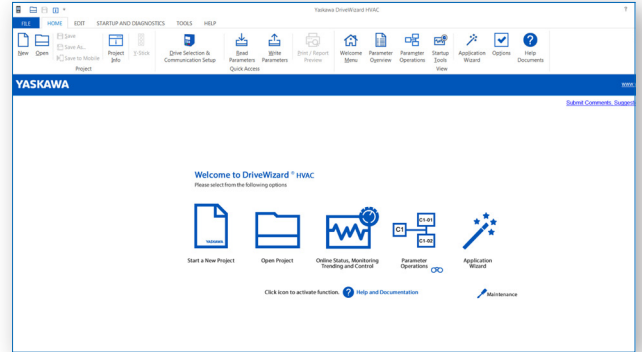 Yaskawa DriveWizard HVAC
?
FILE HOME EDIT STARTUP AND DIAGNOSTICS TOOLS HELP
New
Open
Save
Save As..
Save to Mobile
Project
Project Info
V-Stick
Drive Selection & Communication Setup
Read Parameters
Write Parameters
Quick Access
Print / Report Preview
Welcome Menu
Parameter Overview
Parameter Operations
Startup Tools
View
Application Wizard
Options
Help Documents
YASKAWA
www.
Submit Comments, Suggest
Welcome to DriveWizard ® HVAC
Please select from the following options
YASKAWA
C1
C1-01
C1-02
Start a New Project
Open Project
Online Status, Monitoring
Trending and Control
Parameter
Operations
Application
Wizard
Click icon to activate function.
? Help and Documentation
Maintenance